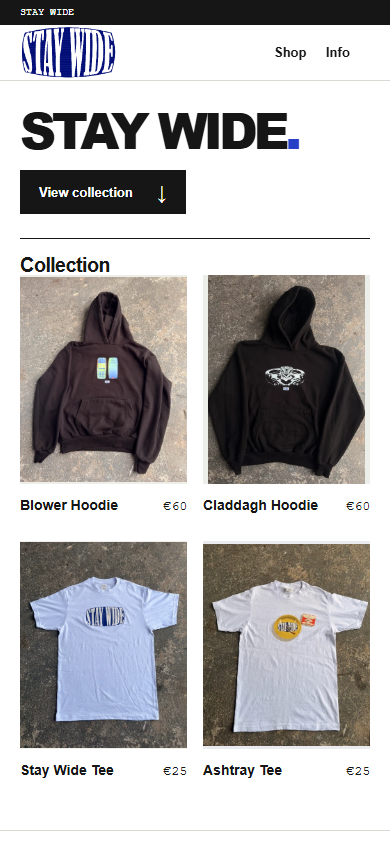 STAY WIDE
STAY WIDE
Shop Info
STAY WIDE.
View collection ↓
Collection
Blower Hoodie €60
Claddagh Hoodie €60
STAY WIDE
Stay Wide Tee €25
Ashtray Tee €25